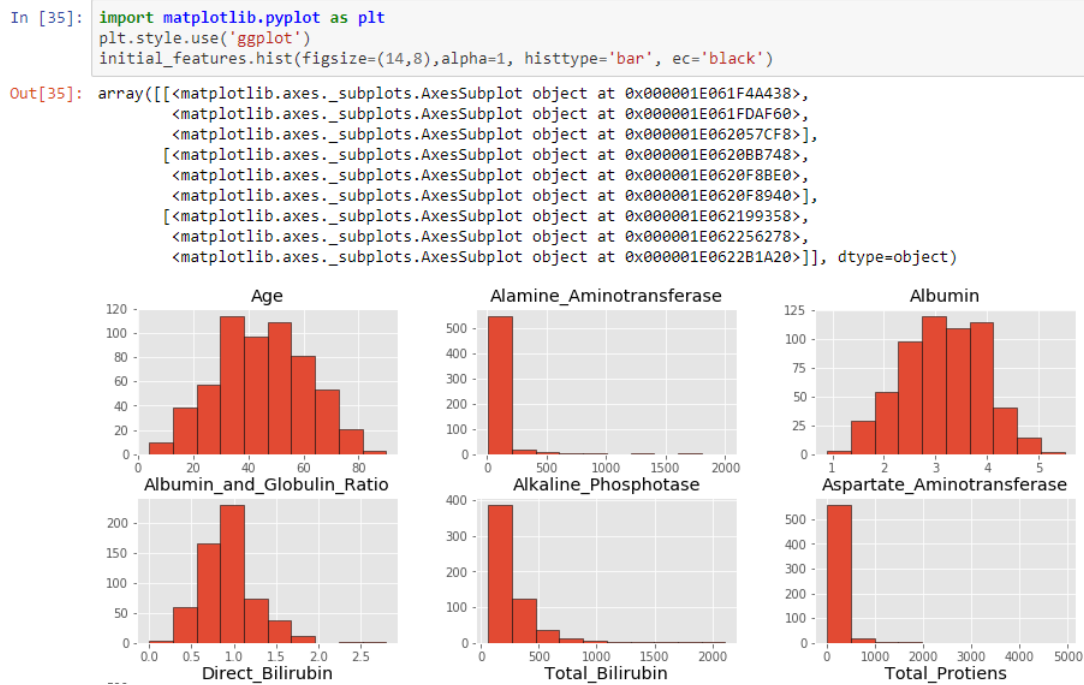 In [35]: import matplotlib.pyplot as plt
plt.style.use('ggplot')
initial_features.hist(figsize=(14,8),alpha=1, histtype='bar', ec='black')
Out[35]: array([[<matplotlib.axes._subplots.AxesSubplot object at 0x000001E061F4A438>,
<matplotlib.axes._subplots.AxesSubplot object at 0x000001E061FDAF60>,
<matplotlib.axes._subplots.AxesSubplot object at 0x000001E062057CF8>],
[<matplotlib.axes._subplots.AxesSubplot object at 0x000001E0620BB748>,
<matplotlib.axes._subplots.AxesSubplot object at 0x000001E0620F8BE0>,
<matplotlib.axes._subplots.AxesSubplot object at 0x000001E0620F8940>],
[<matplotlib.axes._subplots.AxesSubplot object at 0x000001E062199358>,
<matplotlib.axes._subplots.AxesSubplot object at 0x000001E062256278>,
<matplotlib.axes._subplots.AxesSubplot object at 0x000001E0622B1A20>]], dtype=object)
Age
120
100
80
60
40
20
0
0 20 40 60 80
Alamine_Aminotransferase
500
400
300
200
100
0
0 500 1000 1500 2000
Albumin
125
100
75
50
25
0
1 2 3 4 5
Albumin_and_Globulin_Ratio
200
150
100
50
0
0.0 0.5 1.0 1.5 2.0 2.5
Alkaline_Phosphotase
400
300
200
100
0
0 500 1000 1500 2000
Aspartate_Aminotransferase
500
400
300
200
100
0
0 1000 2000 3000 4000 5000
Direct_Bilirubin
Total_Bilirubin
Total_Protiens